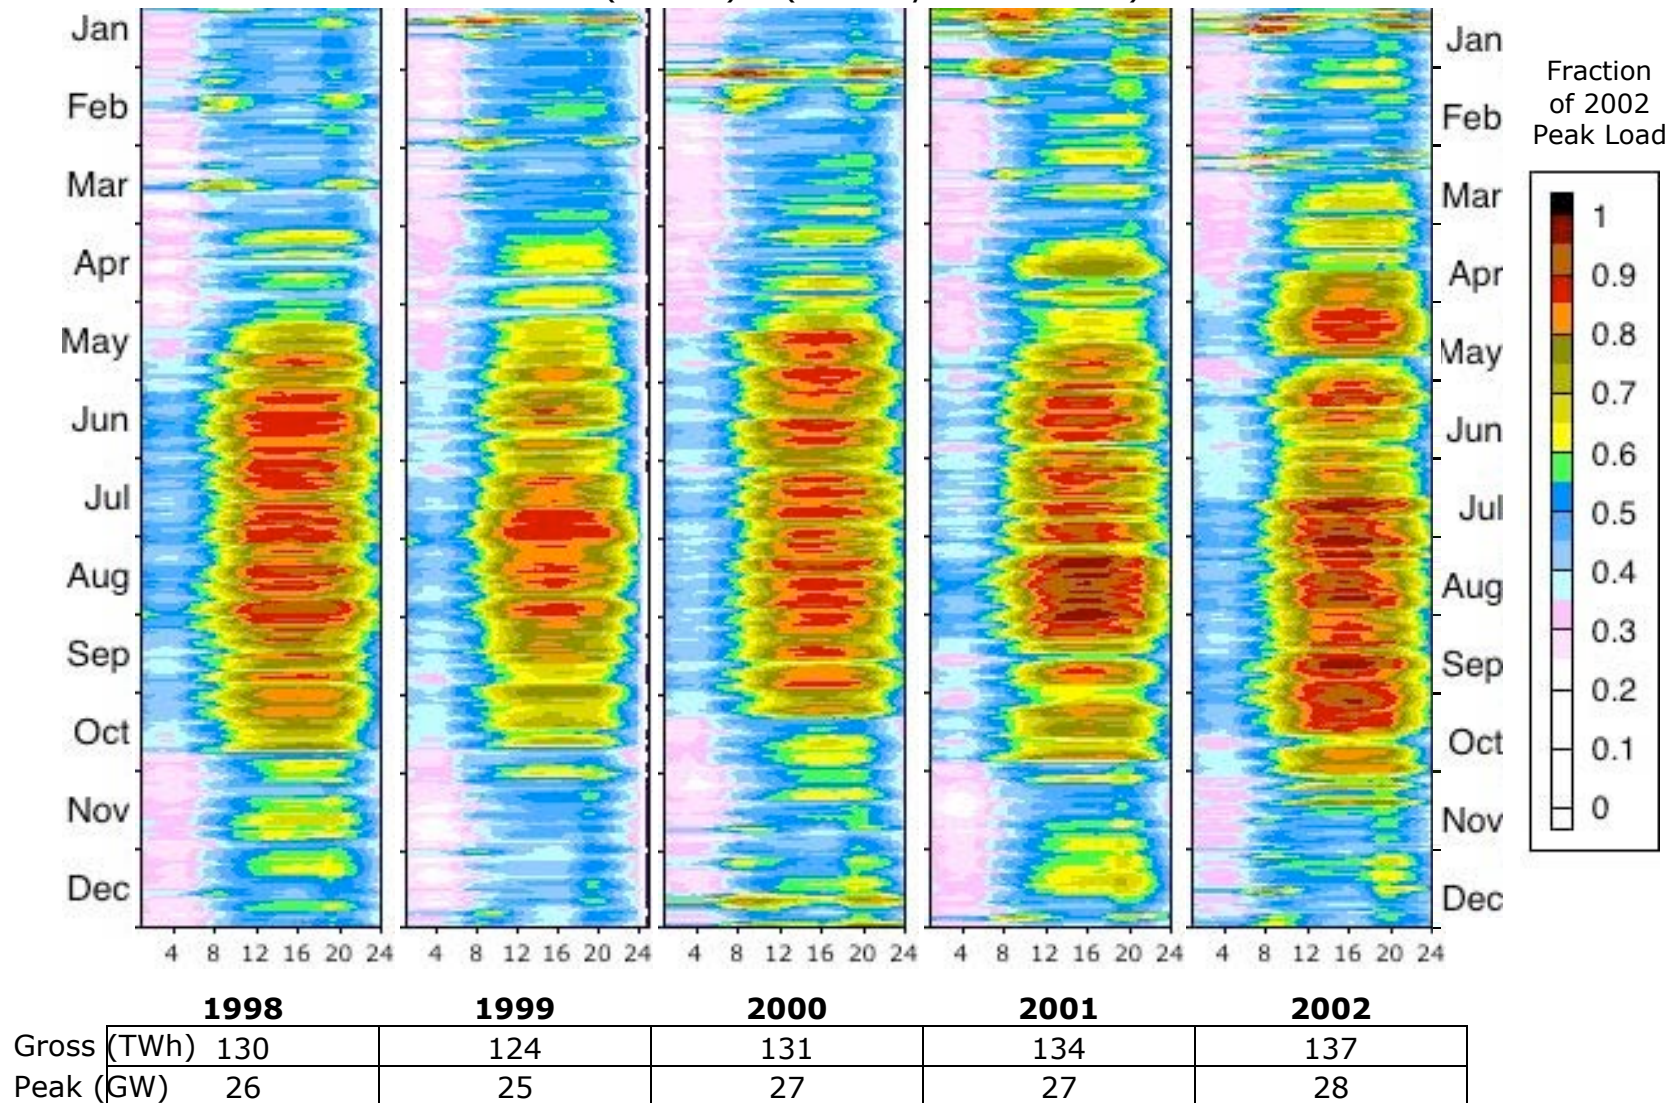 Jan
Feb
Mar
Apr
May
Jun
Jul
Aug
Sep
Oct
Nov
Dec
Jan
Feb
Mar
Apr
May
Jun
Jul
Aug
Sep
Oct
Nov
Dec
Fraction
of 2002
Peak Load
1
0.9
0.8
0.7
0.6
0.5
0.4
0.3
0.2
0.1
0
4 8 12 16 20 24 4 8 12 16 20 24 4 8 12 16 20 24 4 8 12 16 20 24 4 8 12 16 20 24
1998 1999 2000 2001 2002
Gross (TWh) 130 124 131 134 137
Peak (GW) 26 25 27 27 28